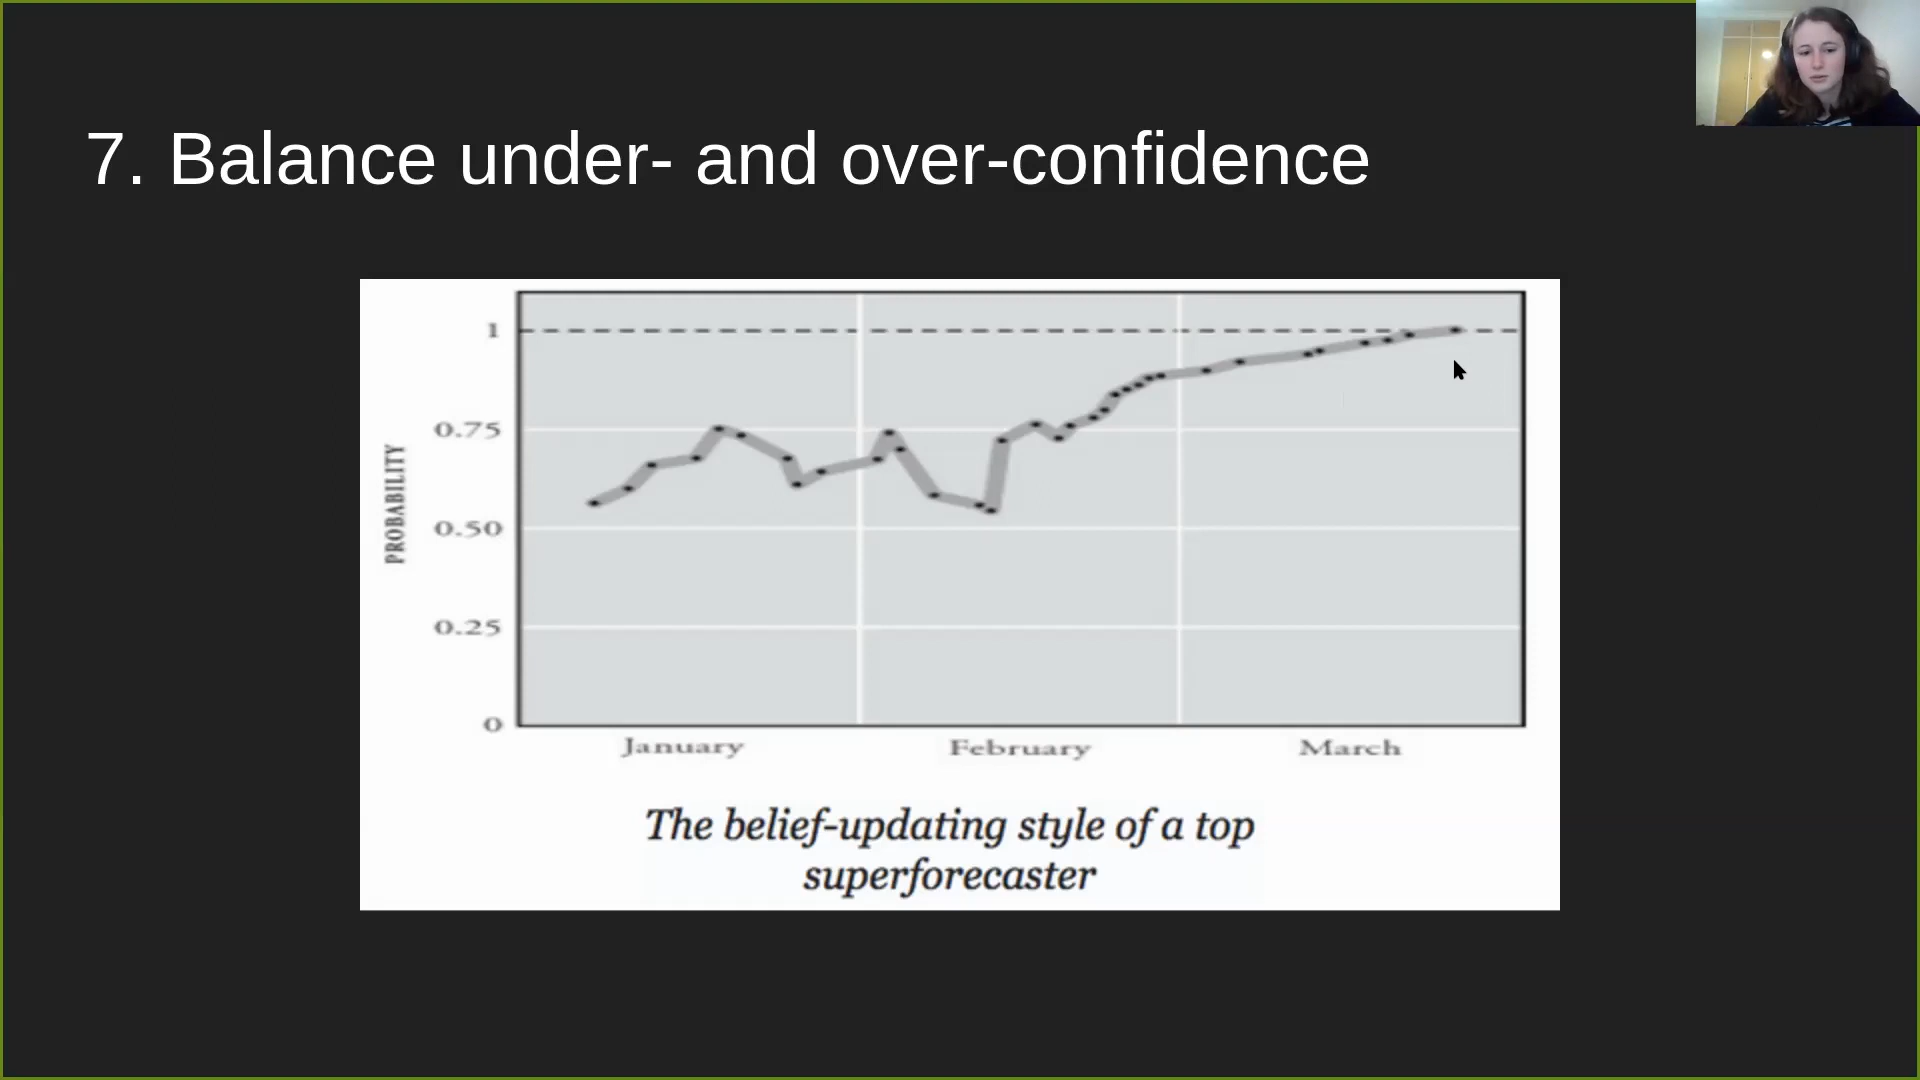 7. Balance under- and over-confidence
1
0.75
PROBABILITY
0.50
0.25
0
January February March
The belief-updating style of a top
superforecaster